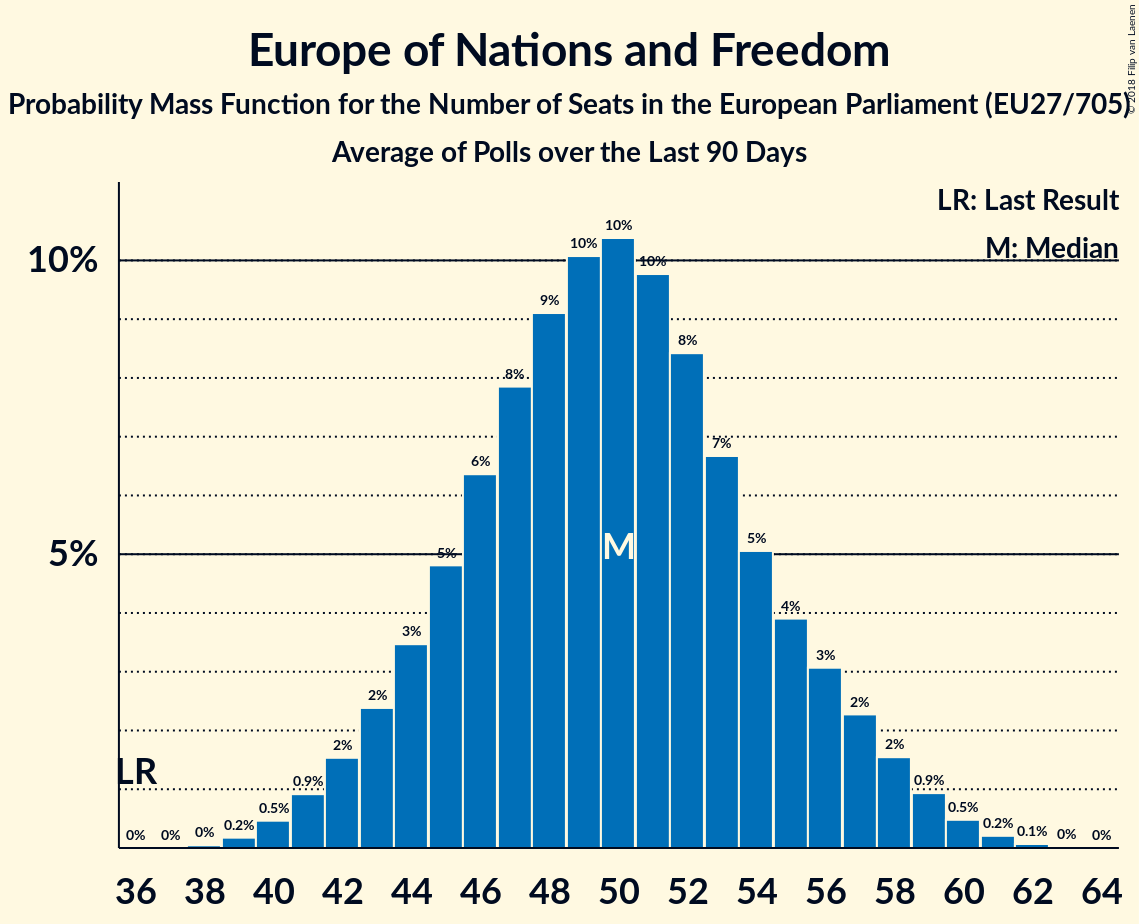 Europe of Nations and Freedom
Probability Mass Function for the Number of Seats in the European Parliament (EU27/705)
Average of Polls over the Last 90 Days
© 2018 Filip van Laenen
LR: Last Result
M: Median
10%
5%
LR
M
0% 0% 0% 0.2% 0.5% 0.9% 2% 2% 3% 5% 6% 8% 9% 10% 10% 10% 8% 7% 5% 4% 3% 2% 2% 0.9% 0.5% 0.2% 0.1% 0% 0%
36 38 40 42 44 46 48 50 52 54 56 58 60 62 64